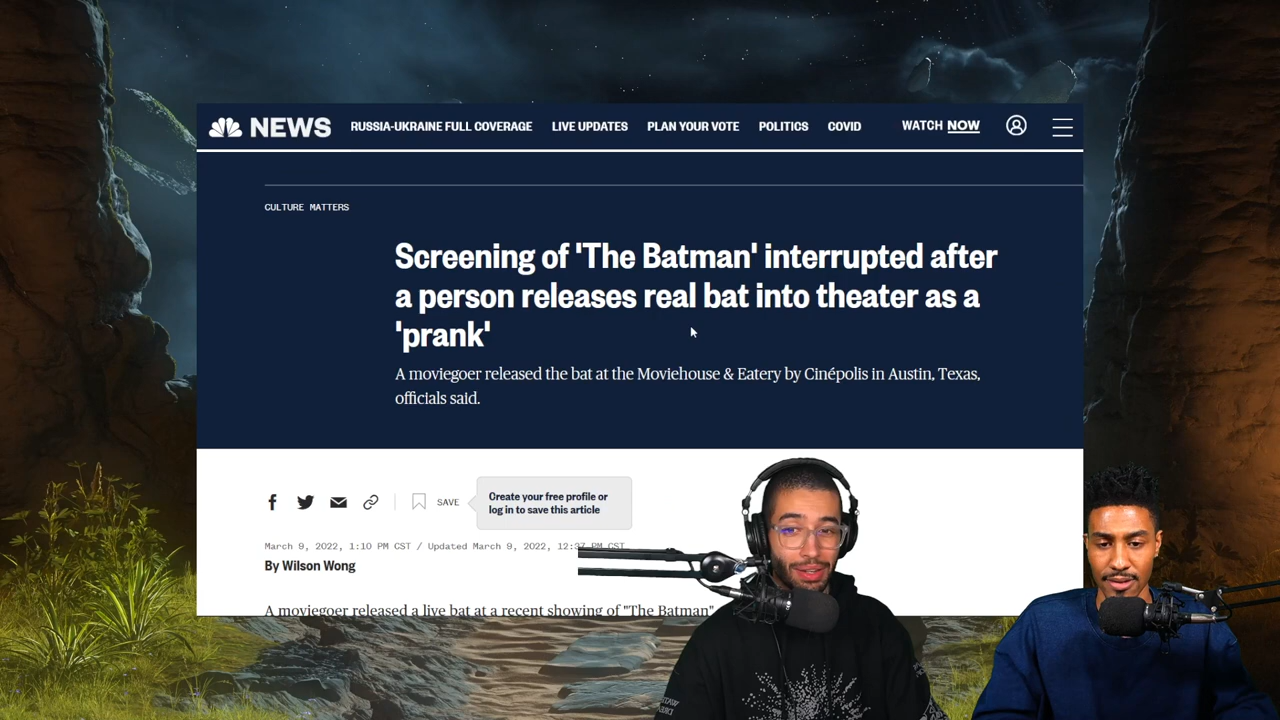 NEWS RUSSIA-UKRAINE FULL COVERAGE LIVE UPDATES PLAN YOUR VOTE POLITICS COVID WATCH NOW
CULTURE MATTERS
Screening of 'The Batman' interrupted after
a person releases real bat into theater as a
'prank'
A moviegoer released the bat at the Moviehouse & Eatery by Cinépolis in Austin, Texas,
officials said.
SAVE
Create your free profile or
log in to save this article
March 9, 2022, 1:10 PM CST / Updated March 9, 2022, 12:37 PM CST
By Wilson Wong
A moviegoer released a live bat at a recent showing of "The Batman"